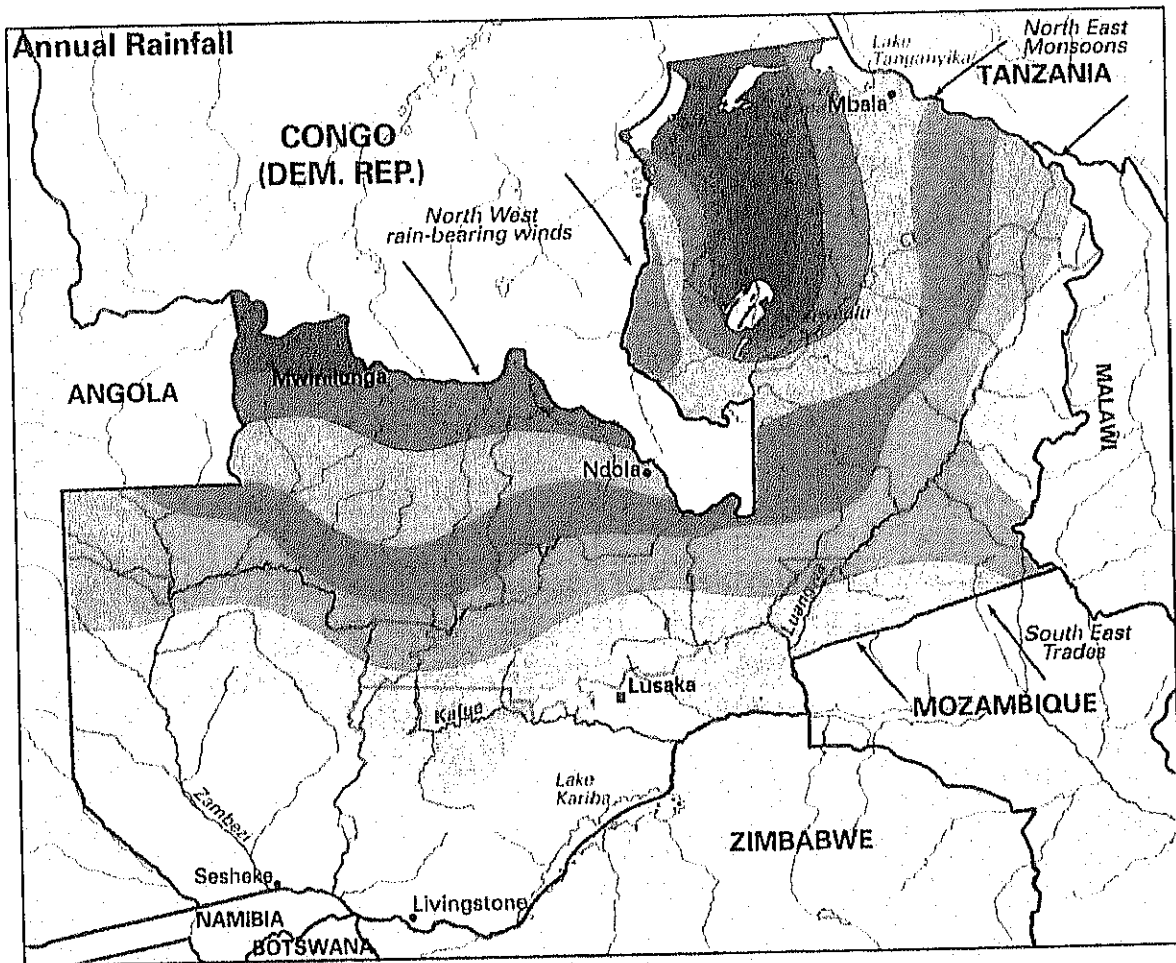 Annual Rainfall
North East
Monsoons
Lake
Tanganyika
TANZANIA
Mbala
CONGO
(DEM. REP.)
North West
rain-bearing winds
ANGOLA
Mwinilunga
MALAWI
Ndola
Luangwa
South East
Trades
Lusaka
MOZAMBIQUE
Kafue
Lake
Kariba
Zambezi
ZIMBABWE
Sesheke
Livingstone
NAMIBIA
BOTSWANA